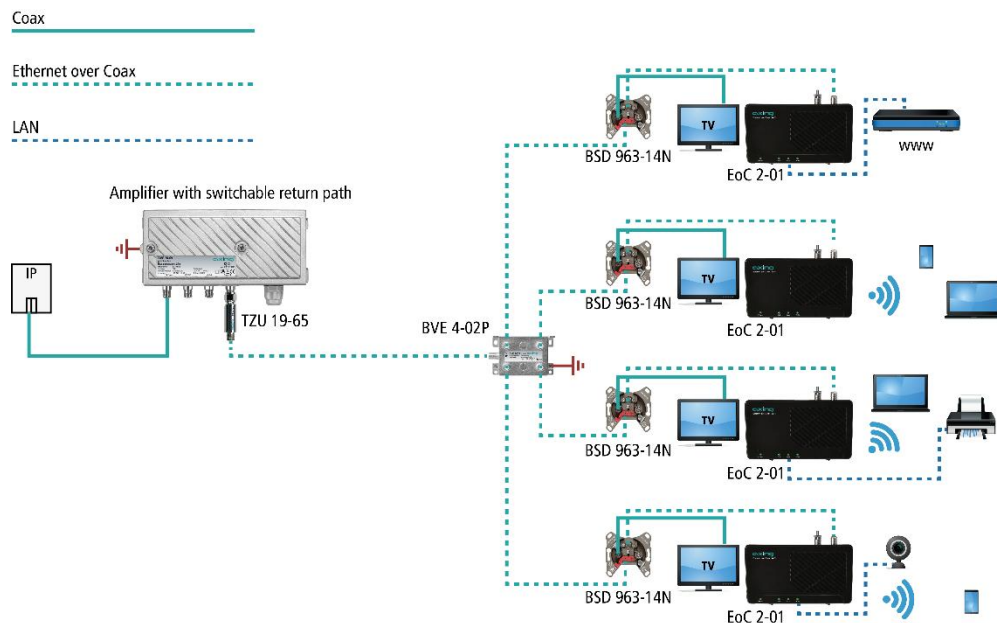 Coax
Ethernet over Coax
LAN
Amplifier with switchable return path
IP
TZU 19-65
BVE 4-02P
TV
BSD 963-14N
EoC 2-01
www
TV
BSD 963-14N
EoC 2-01
TV
BSD 963-14N
EoC 2-01
TV
BSD 963-14N
EoC 2-01